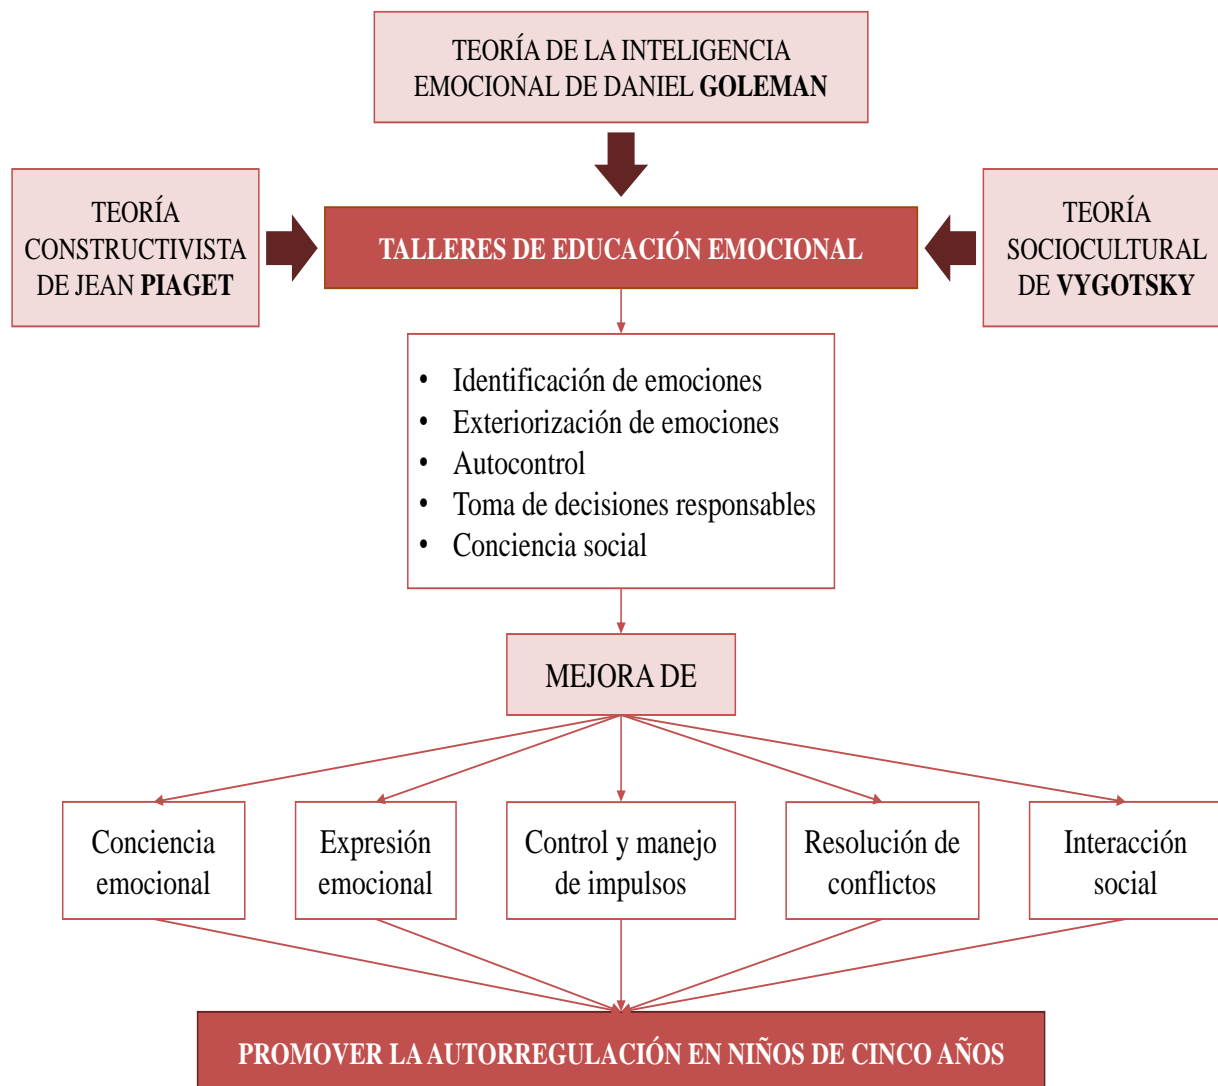 TEORÍA DE LA INTELIGENCIA
EMOCIONAL DE DANIEL GOLEMAN
TEORÍA
CONSTRUCTIVISTA
DE JEAN PIAGET
TALLERES DE EDUCACIÓN EMOCIONAL
TEORÍA
SOCIOCULTURAL
DE VYGOTSKY
• Identificación de emociones
• Exteriorización de emociones
• Autocontrol
• Toma de decisiones responsables
• Conciencia social
MEJORA DE
Conciencia
emocional
Expresión
emocional
Control y manejo
de impulsos
Resolución de
conflictos
Interacción
social
PROMOVER LA AUTORREGULACIÓN EN NIÑOS DE CINCO AÑOS